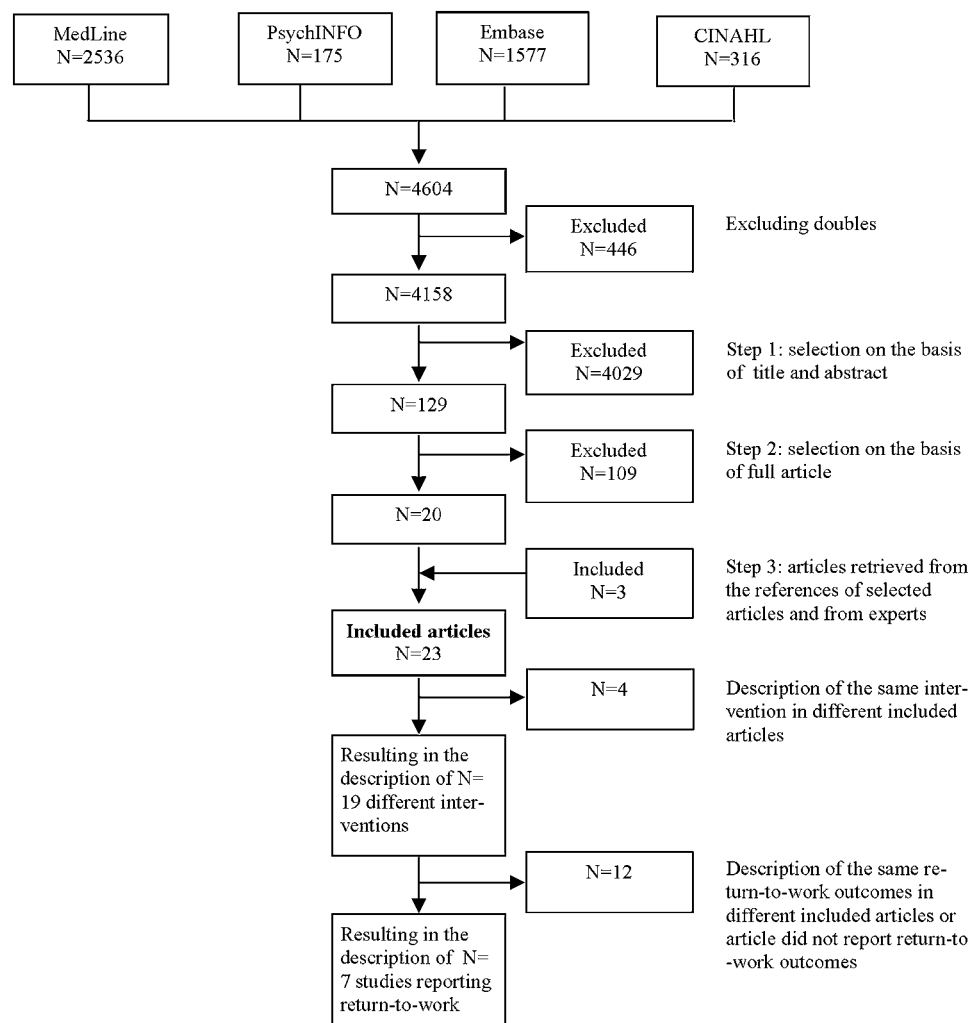 MedLine
N=2536
PsychINFO
N=175
Embase
N=1577
CINAHL
N=316
N=4604
Excluded
N=446
Excluding doubles
N=4158
Excluded
N=4029
Step 1: selection on the basis
of title and abstract
N=129
Excluded
N=109
Step 2: selection on the basis
of full article
N=20
Included
N=3
Step 3: articles retrieved from
the references of selected
articles and from experts
Included articles
N=23
N=4
Description of the same inter-
vention in different included
articles
Resulting in the
description of N=
19 different inter-
ventions
N=12
Description of the same re-
turn-to-work outcomes in
different included articles or
article did not report return-to
-work outcomes
Resulting in the
description of N=
7 studies reporting
return-to-work